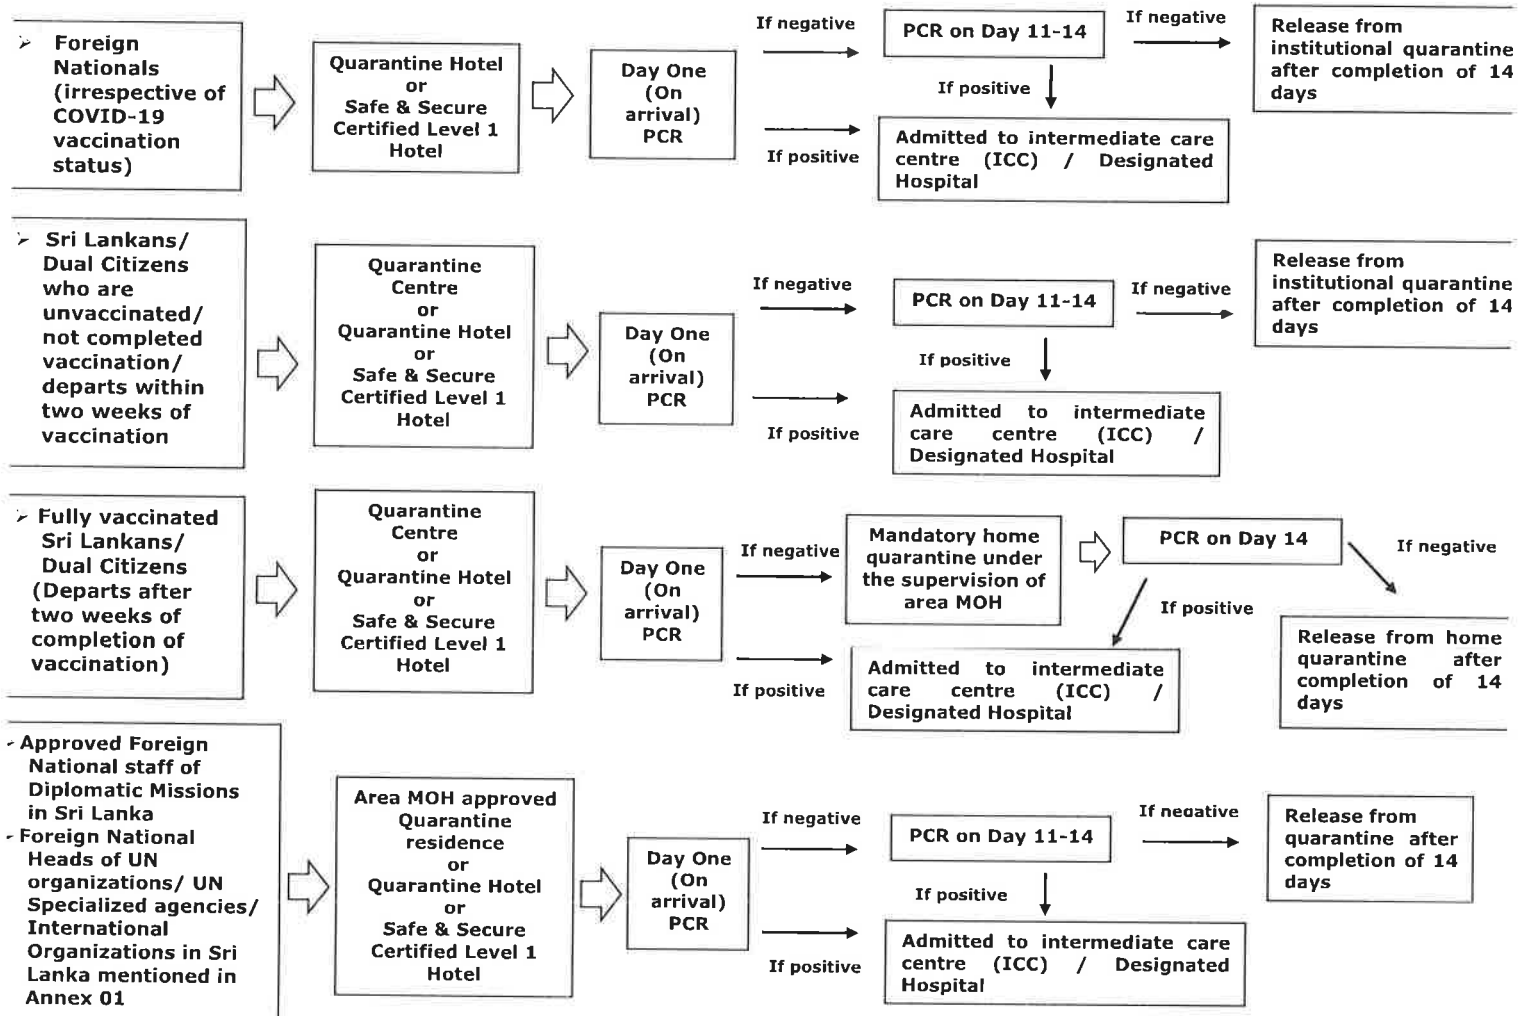 ➢ Foreign
Nationals
(irrespective of
COVID-19
vaccination
status)
Quarantine Hotel
or
Safe & Secure
Certified Level 1
Hotel
Day One
(On
arrival)
PCR
If negative
PCR on Day 11-14
If negative
Release from
institutional quarantine
after completion of 14
days
If positive
If positive
Admitted to intermediate care
centre (ICC) / Designated
Hospital
➢ Sri Lankans/
Dual Citizens
who are
unvaccinated/
not completed
vaccination/
departs within
two weeks of
vaccination
Quarantine
Centre
or
Quarantine Hotel
or
Safe & Secure
Certified Level 1
Hotel
Day One
(On
arrival)
PCR
If negative
PCR on Day 11-14
If negative
Release from
institutional quarantine
after completion of 14
days
If positive
If positive
Admitted to intermediate
care centre (ICC) /
Designated Hospital
➢ Fully vaccinated
Sri Lankans/
Dual Citizens
(Departs after
two weeks of
completion of
vaccination)
Quarantine
Centre
or
Quarantine Hotel
or
Safe & Secure
Certified Level 1
Hotel
Day One
(On
arrival)
PCR
If negative
Mandatory home
quarantine under
the supervision of
area MOH
PCR on Day 14
If negative
If positive
Release from home
quarantine after
completion of 14
days
If positive
Admitted to intermediate
care centre (ICC) /
Designated Hospital
Approved Foreign
National staff of
Diplomatic Missions
in Sri Lanka
Foreign National
Heads of UN
organizations/ UN
Specialized agencies/
International
Organizations in Sri
Lanka mentioned in
Annex 01
Area MOH approved
Quarantine
residence
or
Quarantine Hotel
or
Safe & Secure
Certified Level 1
Hotel
Day One
(On
arrival)
PCR
If negative
PCR on Day 11-14
If negative
Release from
quarantine after
completion of 14
days
If positive
If positive
Admitted to intermediate care
centre (ICC) / Designated
Hospital